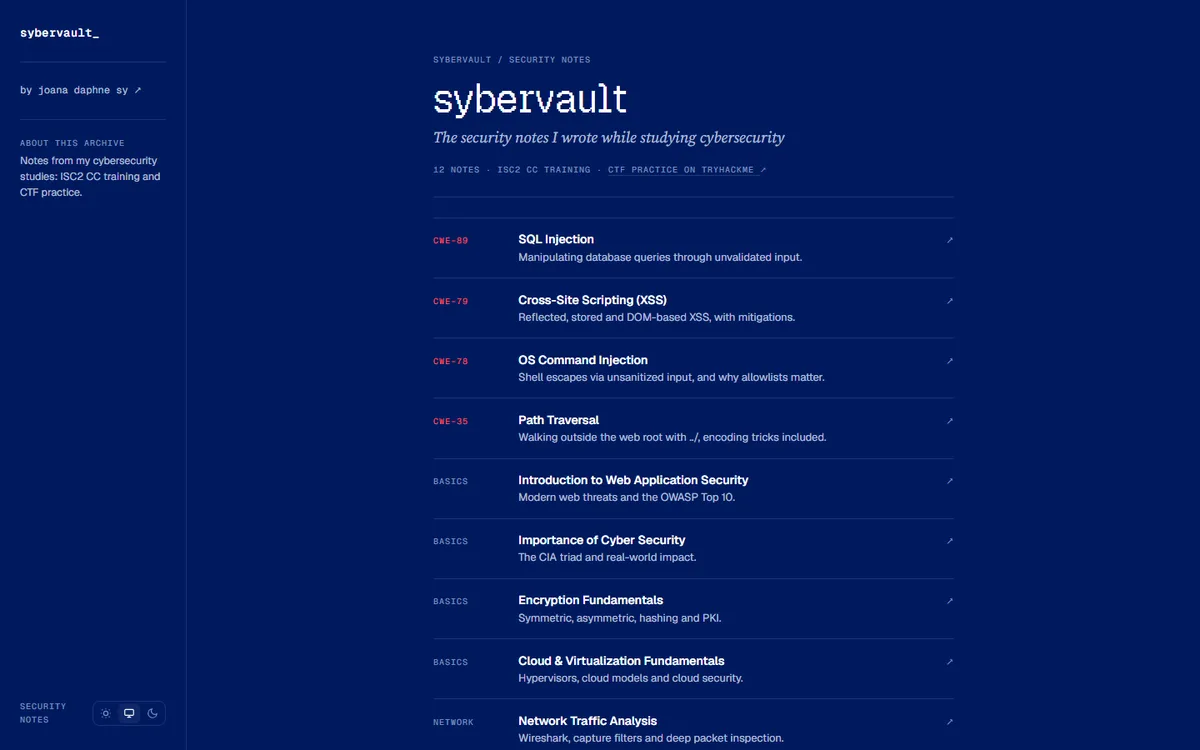 sybervault_
by joana daphne sy ↗
ABOUT THIS ARCHIVE
Notes from my cybersecurity
studies: ISC2 CC training and
CTF practice.
SECURITY
NOTES
SYBERVAULT / SECURITY NOTES
sybervault
The security notes I wrote while studying cybersecurity
12 NOTES · ISC2 CC TRAINING · CTF PRACTICE ON TRYHACKME ↗
CWE-89 SQL Injection ↗
Manipulating database queries through unvalidated input.
CWE-79 Cross-Site Scripting (XSS) ↗
Reflected, stored and DOM-based XSS, with mitigations.
CWE-78 OS Command Injection ↗
Shell escapes via unsanitized input, and why allowlists matter.
CWE-35 Path Traversal ↗
Walking outside the web root with ../, encoding tricks included.
BASICS Introduction to Web Application Security ↗
Modern web threats and the OWASP Top 10.
BASICS Importance of Cyber Security ↗
The CIA triad and real-world impact.
BASICS Encryption Fundamentals ↗
Symmetric, asymmetric, hashing and PKI.
BASICS Cloud & Virtualization Fundamentals ↗
Hypervisors, cloud models and cloud security.
NETWORK Network Traffic Analysis ↗
Wireshark, capture filters and deep packet inspection.